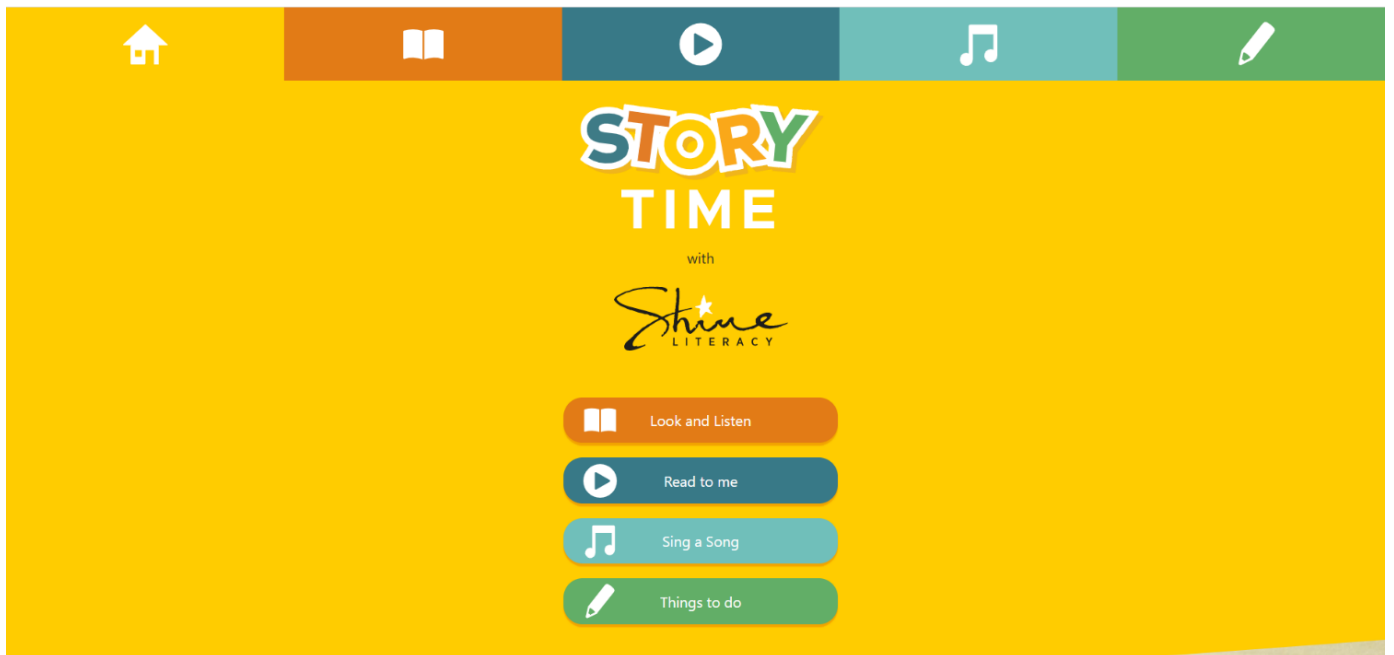 STORY
TIME
with
Shine
LITERACY
Look and Listen
Read to me
Sing a Song
Things to do